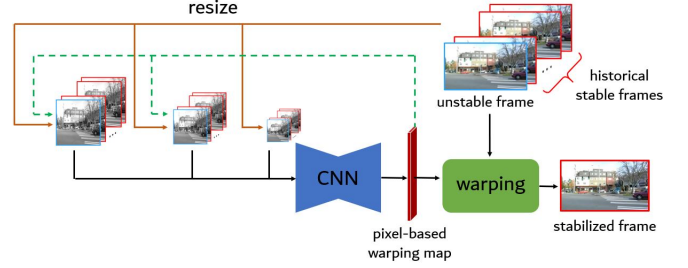 resize
unstable frame
historical
stable frames
CNN
warping
pixel-based
warping map
stabilized frame